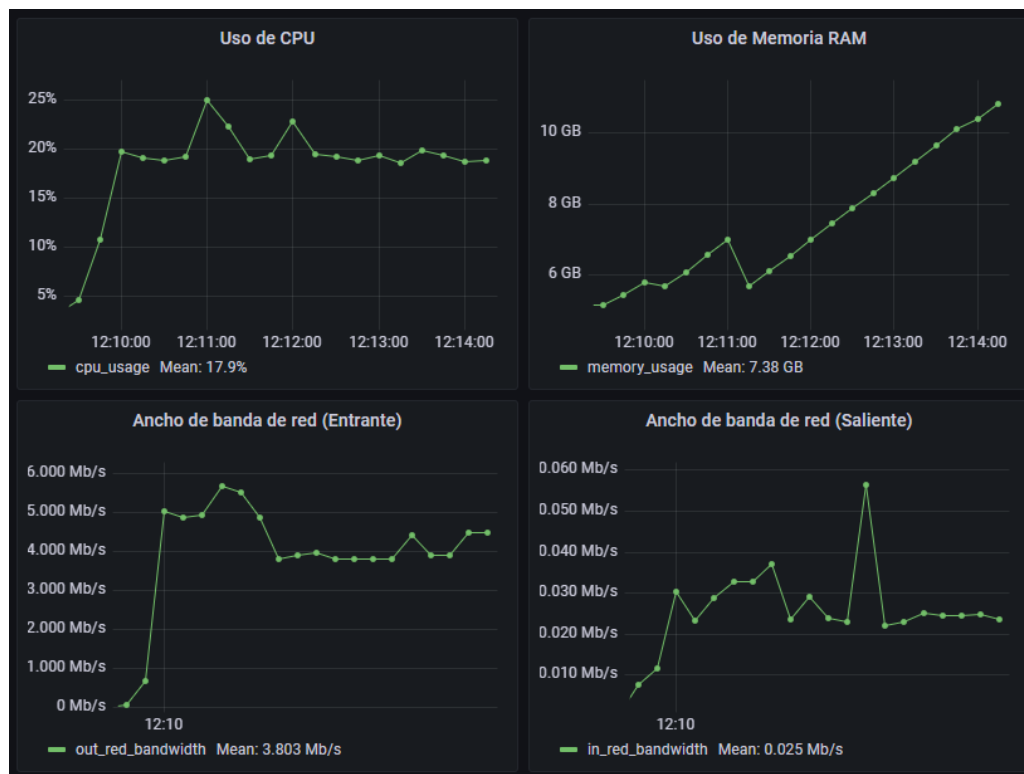 Uso de CPU
25%
20%
15%
10%
5%
12:10:00 12:11:00 12:12:00 12:13:00 12:14:00
cpu_usage Mean: 17.9%
Uso de Memoria RAM
10 GB
8 GB
6 GB
12:10:00 12:11:00 12:12:00 12:13:00 12:14:00
memory_usage Mean: 7.38 GB
Ancho de banda de red (Entrante)
6.000 Mb/s
5.000 Mb/s
4.000 Mb/s
3.000 Mb/s
2.000 Mb/s
1.000 Mb/s
0 Mb/s
12:10
out_red_bandwidth Mean: 3.803 Mb/s
Ancho de banda de red (Saliente)
0.060 Mb/s
0.050 Mb/s
0.040 Mb/s
0.030 Mb/s
0.020 Mb/s
0.010 Mb/s
12:10
in_red_bandwidth Mean: 0.025 Mb/s